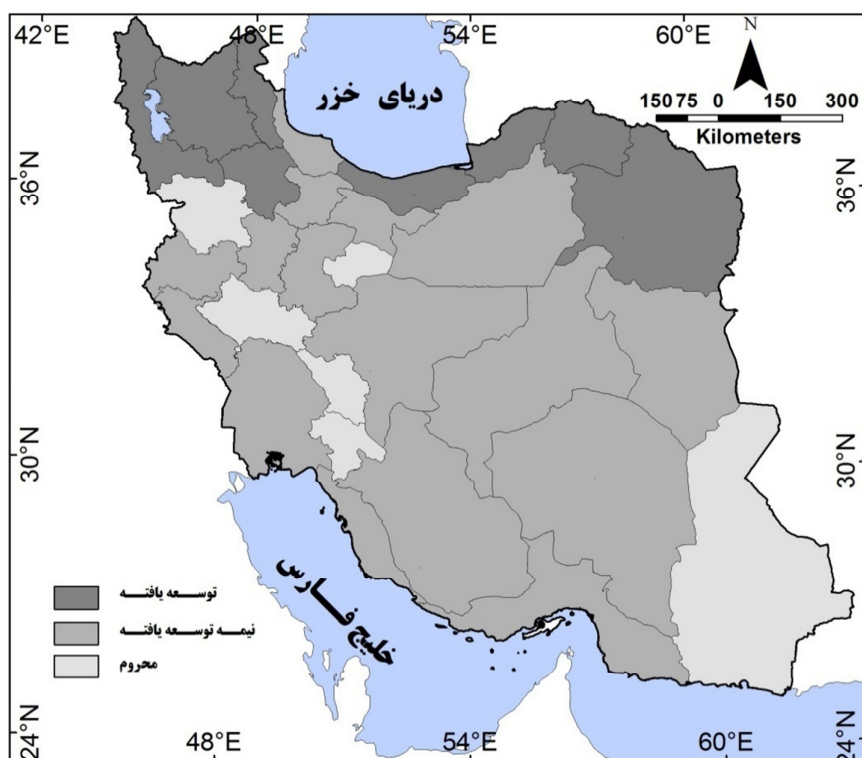 42°E
48°E
54°E
60°E
N
150 75 0 150 300
Kilometers
دریای خزر
36°N
36°N
30°N
30°N
توسعه یافته
نیمه توسعه یافته
محروم
خلیج فارس
24°N
24°N
48°E
54°E
60°E